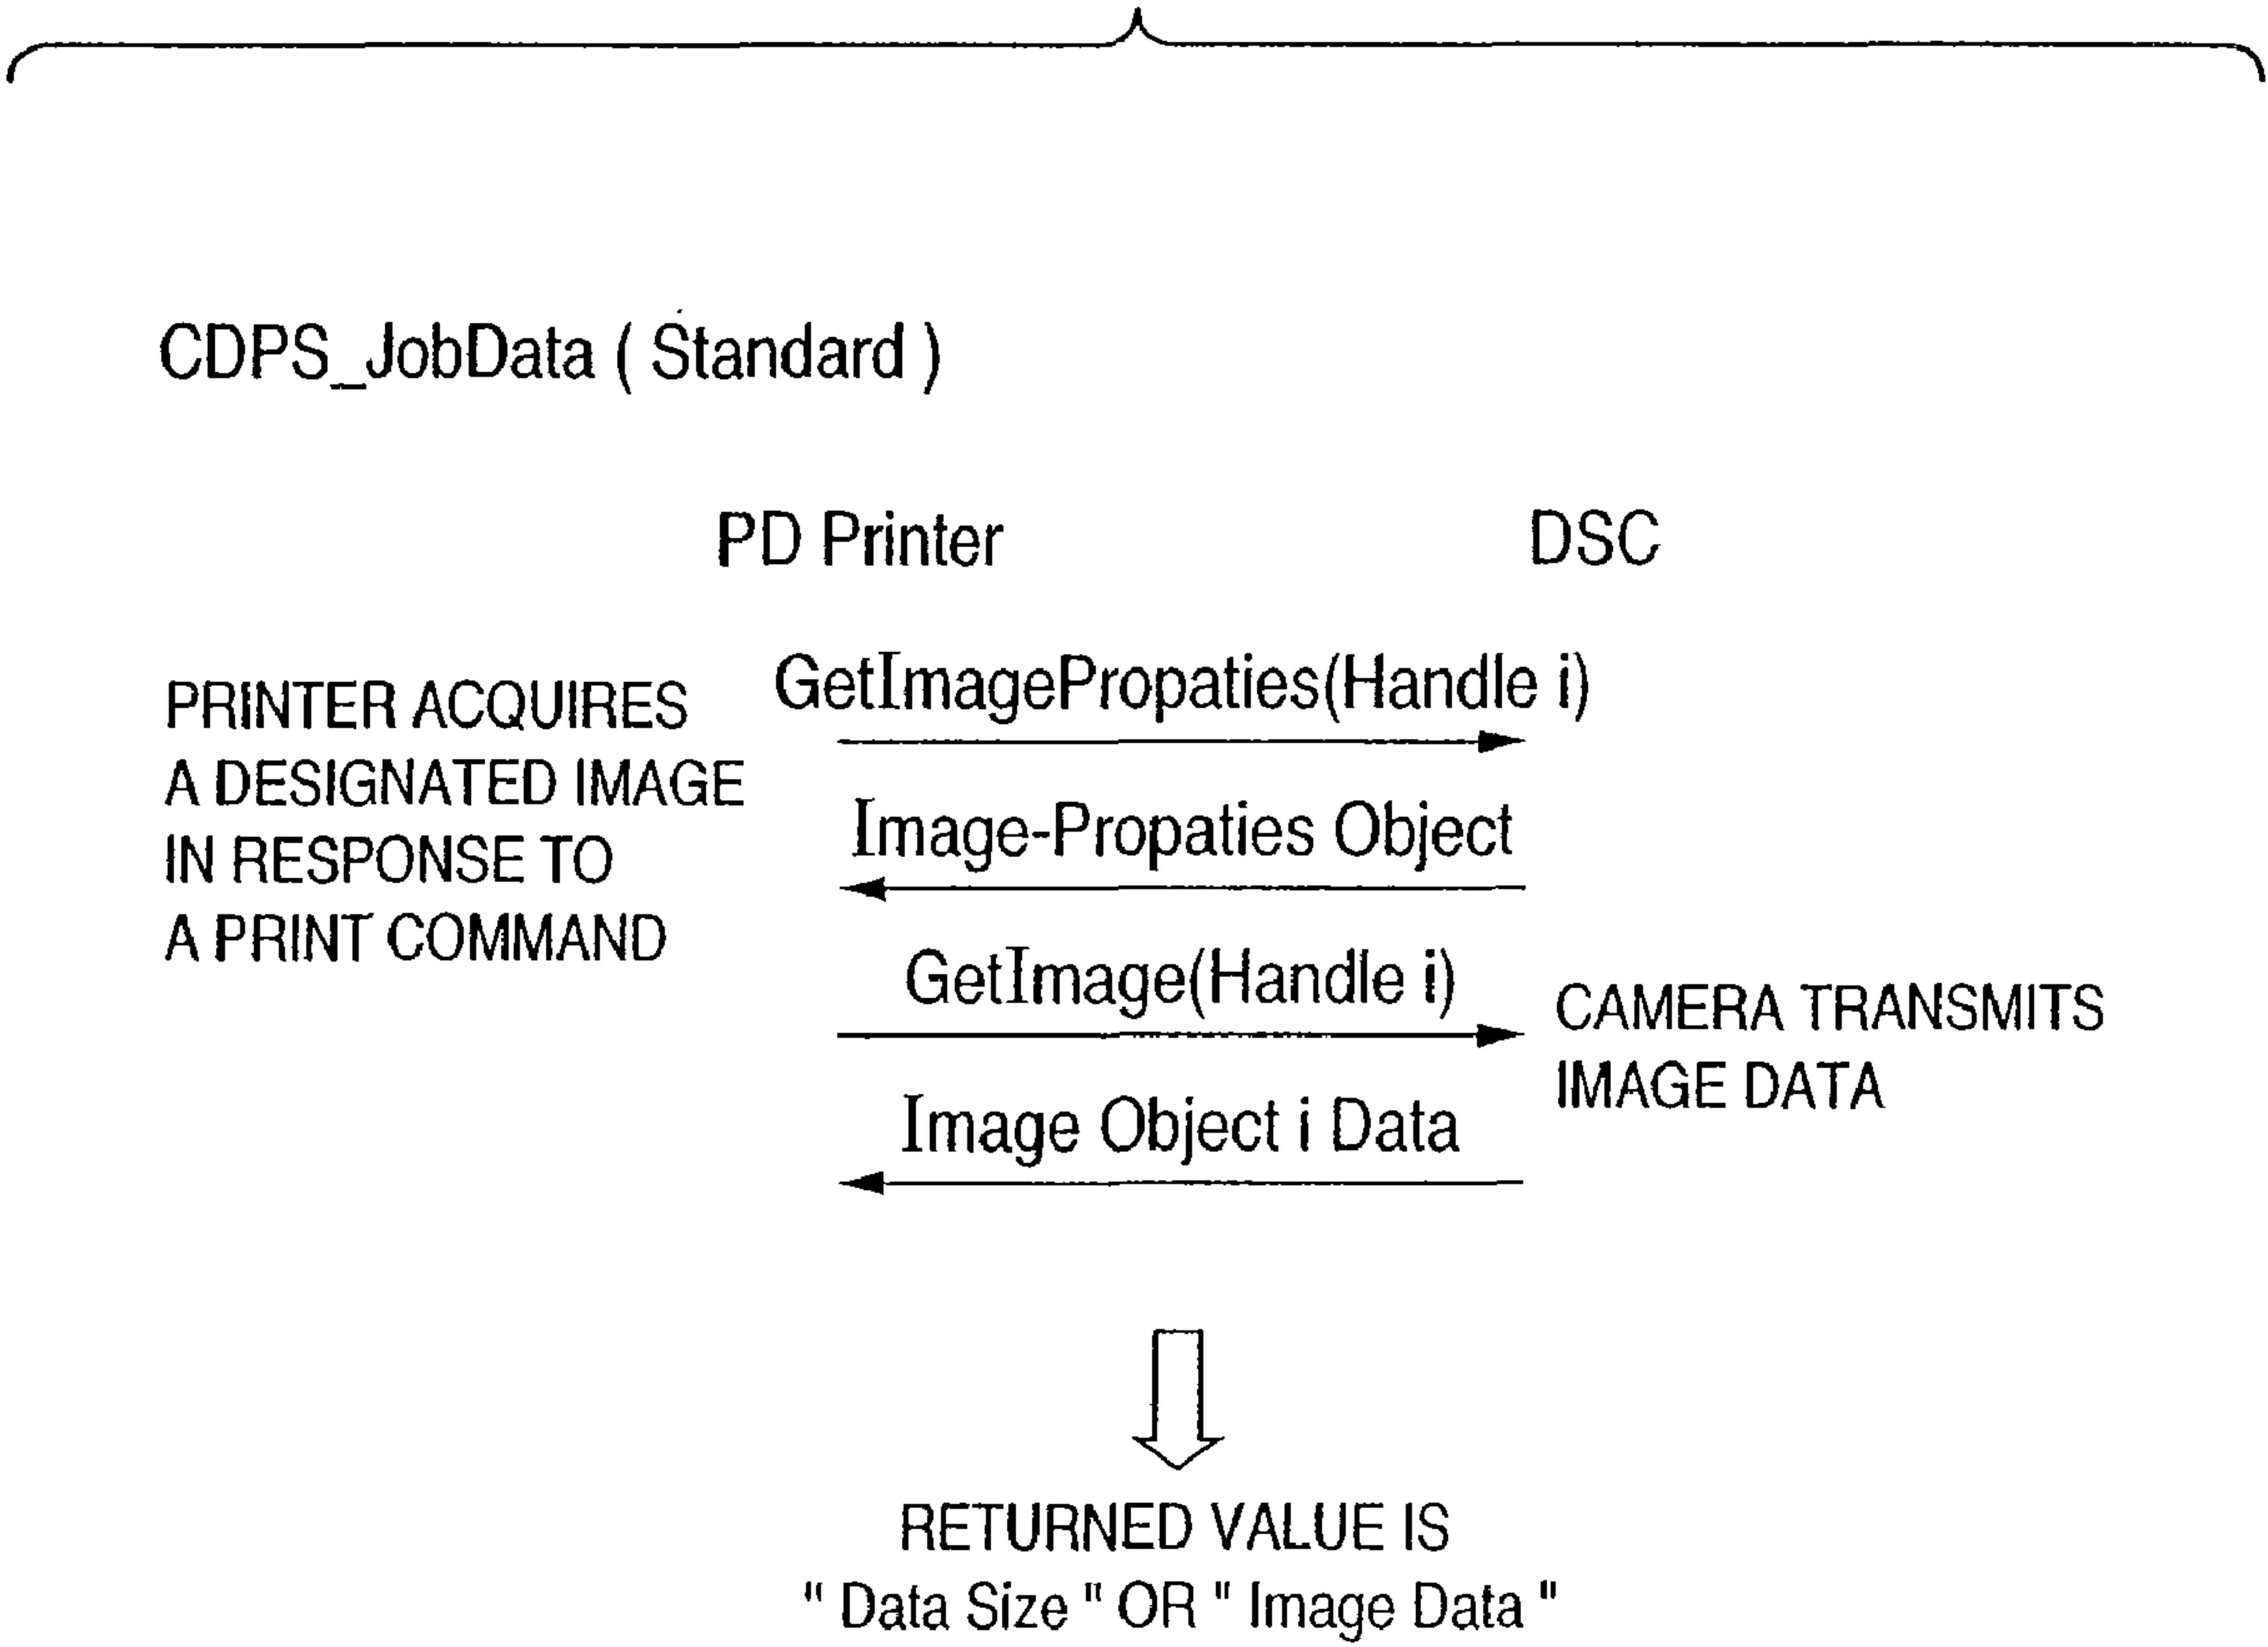 CDPS_JobData ( Standard )
PD Printer
DSC
PRINTER ACQUIRES
A DESIGNATED IMAGE
IN RESPONSE TO
A PRINT COMMAND
GetImagePropaties(Handle i)
Image-Propaties Object
GetImage(Handle i)
Image Object i Data
CAMERA TRANSMITS
IMAGE DATA
RETURNED VALUE IS
" Data Size " OR " Image Data "